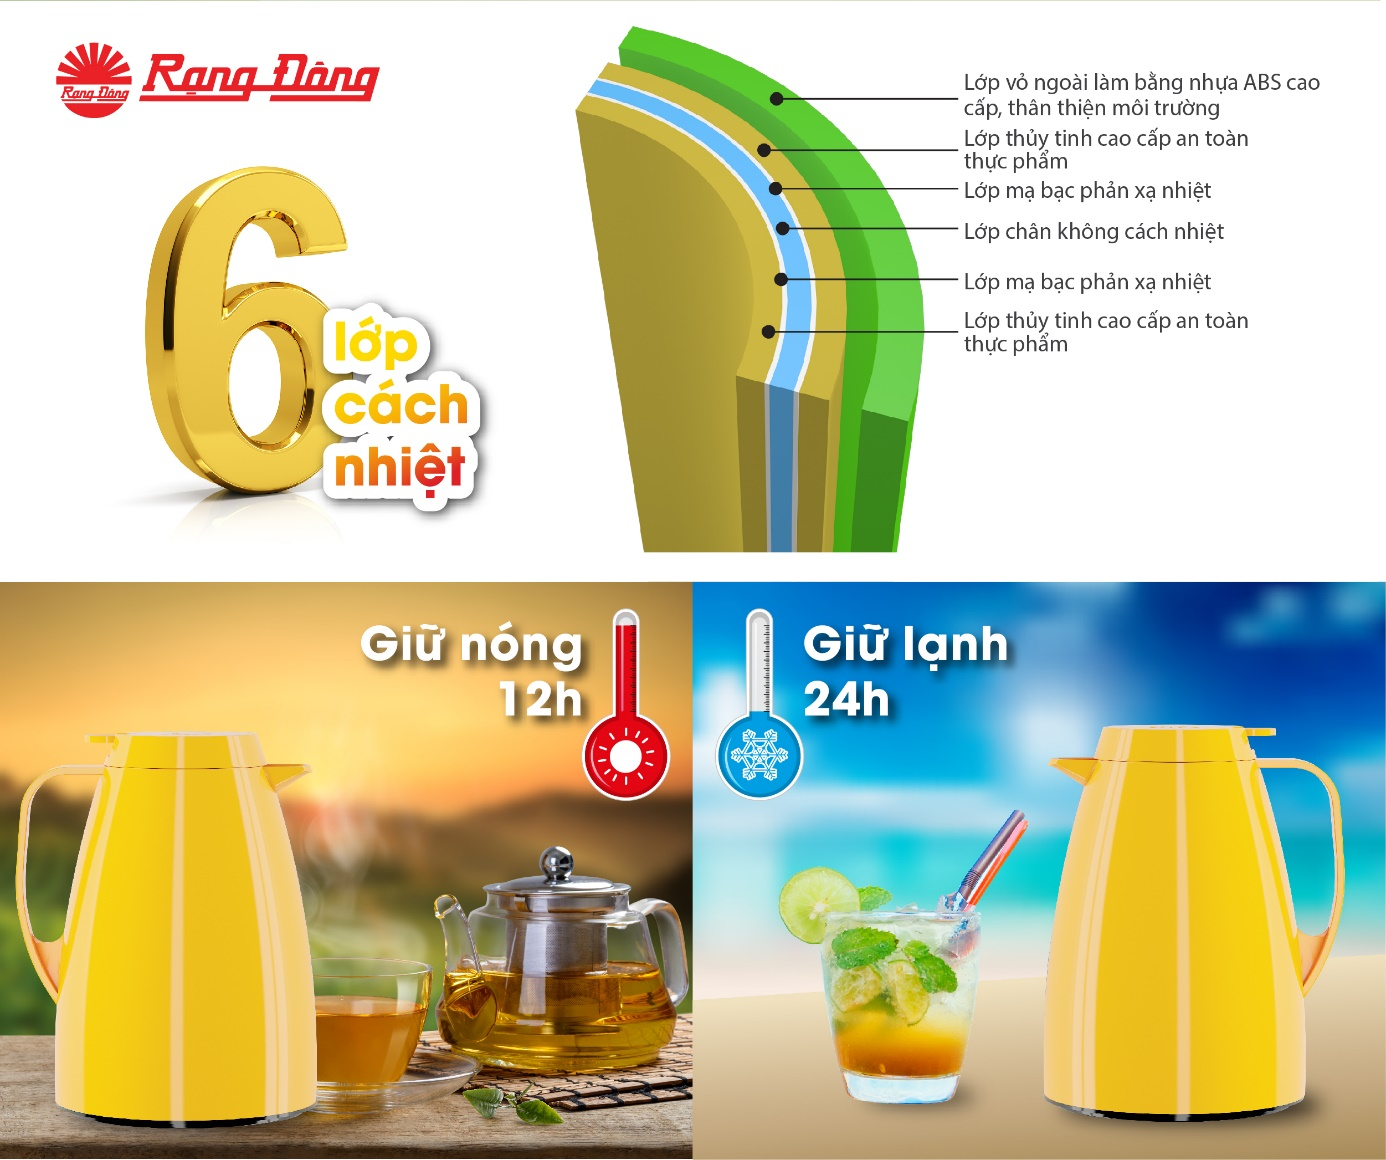 Rạng Đông
Rạng Đông
Lớp vỏ ngoài làm bằng nhựa ABS cao
cấp, thân thiện môi trường
Lớp thủy tinh cao cấp an toàn
thực phẩm
Lớp mạ bạc phản xạ nhiệt
Lớp chân không cách nhiệt
Lớp mạ bạc phản xạ nhiệt
Lớp thủy tinh cao cấp an toàn
thực phẩm
6
lớp
cách
nhiệt
Giữ nóng
12h
Giữ lạnh
24h